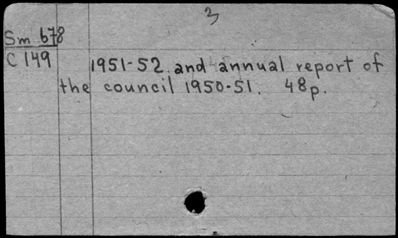 3
Sm 678
C 149
1951-52 and annual report of
the council 1950-51. 48p.